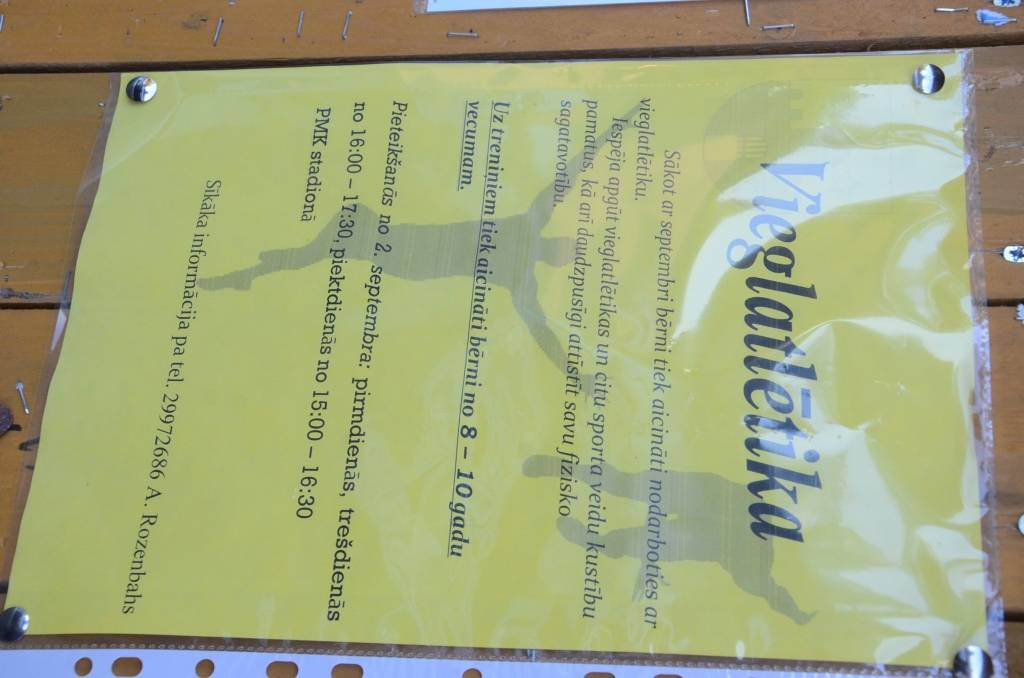 Vieglatlētika
Sākot ar septembri bērni tiek aicināti nodarboties ar
vieglatlētiku.
Iespēja apgūt vieglatlētikas un citu sporta veidu kustību
pamatus, kā arī daudzpusīgi attīstīt savu fizisko
sagatavotību.
Uz treniņiem tiek aicināti bērni no 8 – 10 gadu
vecumam.
Pieteikšanās no 2. septembra: pirmdienās, trešdienās
no 16:00 – 17:30, piektdienās no 15:00 – 16:30
PMK stadionā
Sīkāka informācija pa tel. 29972686 A. Rozenbahs